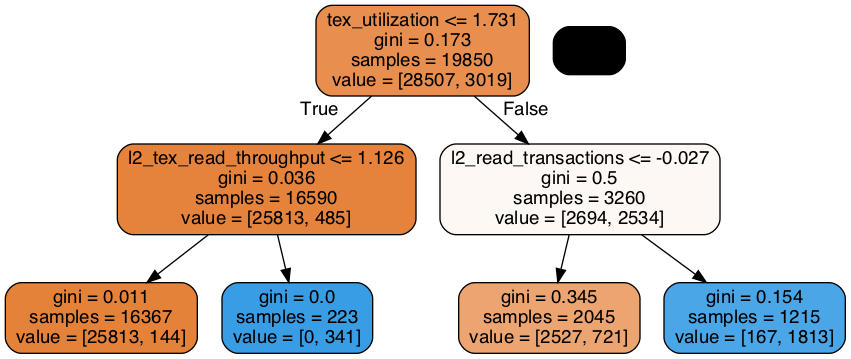 tex_utilization <= 1.731
gini = 0.173
samples = 19850
value = [28507, 3019]
True
False
l2_tex_read_throughput <= 1.126
gini = 0.036
samples = 16590
value = [25813, 485]
l2_read_transactions <= -0.027
gini = 0.5
samples = 3260
value = [2694, 2534]
gini = 0.011
samples = 16367
value = [25813, 144]
gini = 0.0
samples = 223
value = [0, 341]
gini = 0.345
samples = 2045
value = [2527, 721]
gini = 0.154
samples = 1215
value = [167, 1813]